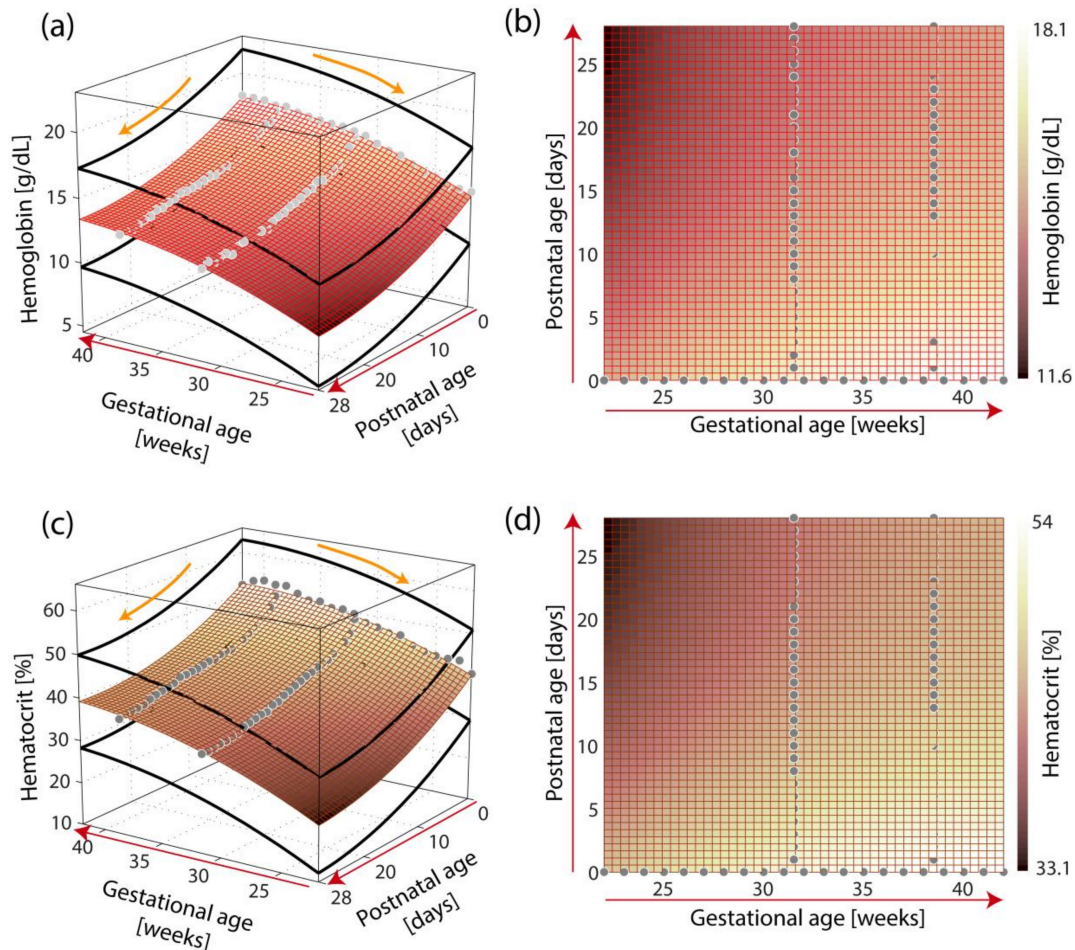 (a)
Hemoglobin [g/dL]
20
15
10
5
40
35
30
25
Gestational age
[weeks]
0
10
20
28
Postnatal age
[days]
(b)
Postnatal age [days]
25
20
15
10
5
0
25
30
35
40
Gestational age [weeks]
18.1
Hemoglobin [g/dL]
11.6
(c)
Hematocrit [%]
60
50
40
30
20
10
40
35
30
25
Gestational age
[weeks]
0
10
20
28
Postnatal age
[days]
(d)
Postnatal age [days]
25
20
15
10
5
0
25
30
35
40
Gestational age [weeks]
54
Hematocrit [%]
33.1